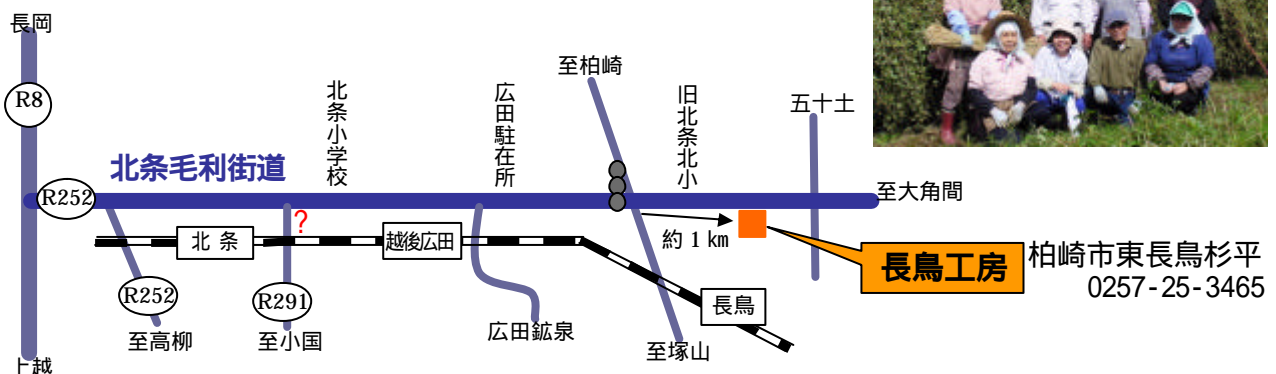 長岡
R8
上越
北条毛利街道
R252
R252
至高柳
北条
北条小学校
?
R291
至小国
越後広田
広田駐在所
広田鉱泉
至柏崎
旧北条北小
約 1 km
長鳥
至塚山
五十土
至大角間
長鳥工房
柏崎市東長鳥杉平
0257-25-3465